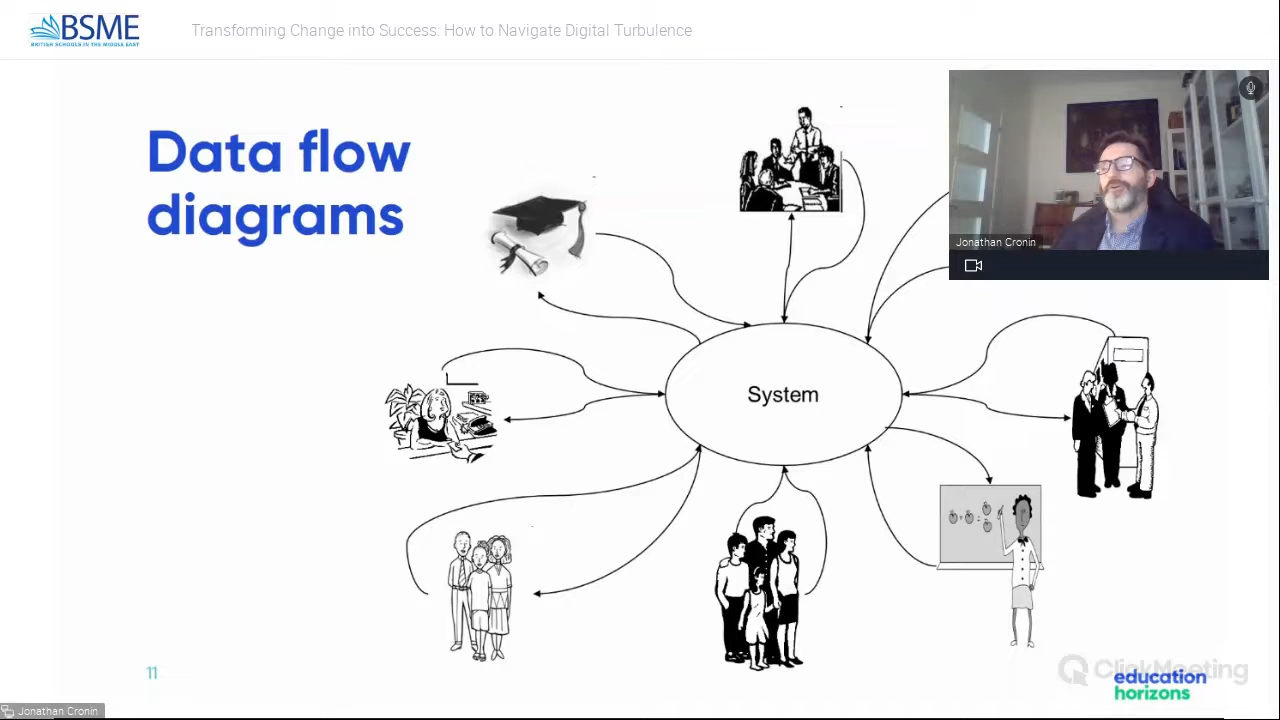 BSME
BRITISH SCHOOLS IN THE MIDDLE EAST
Transforming Change into Success: How to Navigate Digital Turbulence
Data flow
diagrams
Jonathan Cronin
System
11
ClickMeeting
education
horizons
Jonathan Cronin